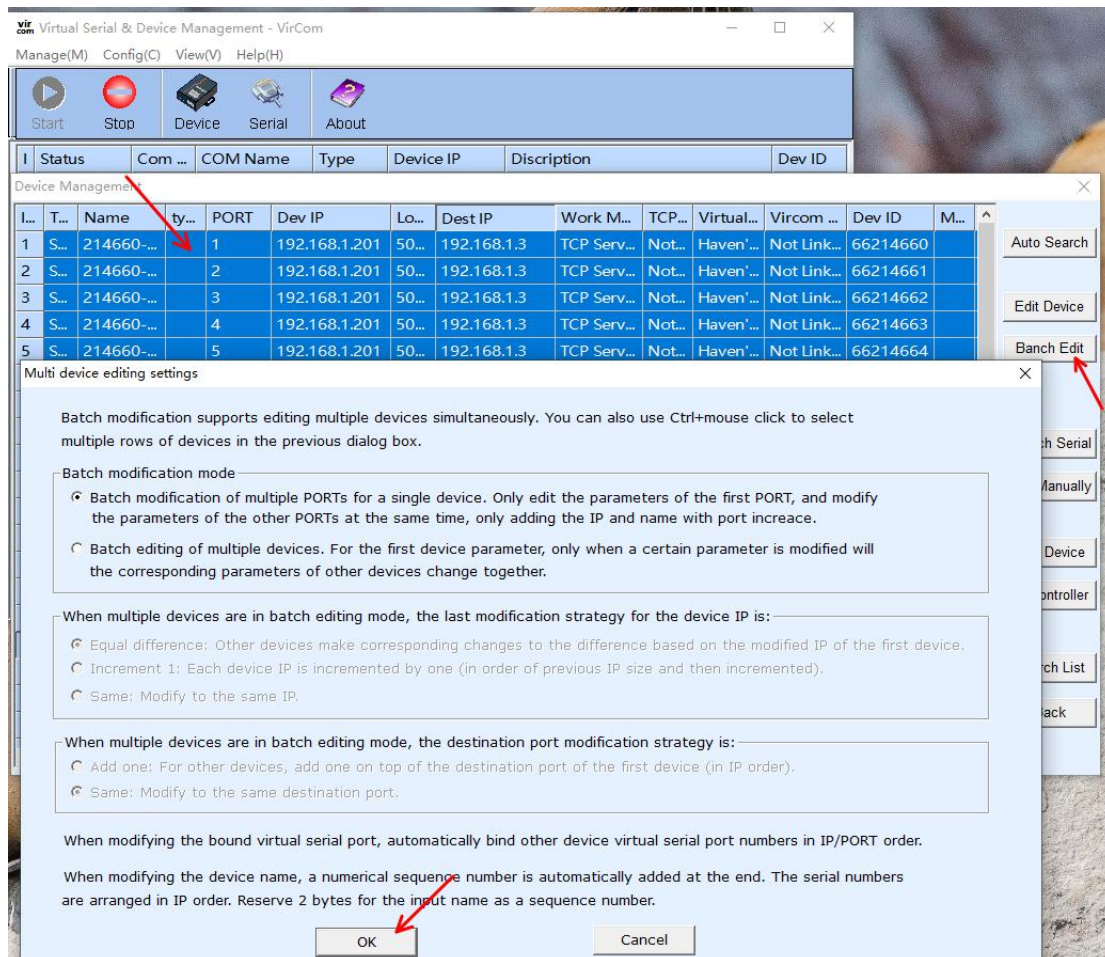 vir com Virtual Serial & Device Management - VirCom
Manage(M) Config(C) View(V) Help(H)
Start Stop Device Serial About
I Status Com ... COM Name Type Device IP Discription Dev ID
Device Management
I... T... Name ty... PORT Dev IP Lo... Dest IP Work M... TCP... Virtual... Vircom ... Dev ID M...
1 S... 214660-... 1 192.168.1.201 50... 192.168.1.3 TCP Serv... Not... Haven'... Not Link... 66214660
2 S... 214660-... 2 192.168.1.201 50... 192.168.1.3 TCP Serv... Not... Haven'... Not Link... 66214661
3 S... 214660-... 3 192.168.1.201 50... 192.168.1.3 TCP Serv... Not... Haven'... Not Link... 66214662
4 S... 214660-... 4 192.168.1.201 50... 192.168.1.3 TCP Serv... Not... Haven'... Not Link... 66214663
5 S... 214660-... 5 192.168.1.201 50... 192.168.1.3 TCP Serv... Not... Haven'... Not Link... 66214664
Auto Search
Edit Device
Banch Edit
ch Serial
Manually
Device
ontroller
ch List
ack
Multi device editing settings
Batch modification supports editing multiple devices simultaneously. You can also use Ctrl+mouse click to select
multiple rows of devices in the previous dialog box.
Batch modification mode
Batch modification of multiple PORTs for a single device. Only edit the parameters of the first PORT, and modify
the parameters of the other PORTs at the same time, only adding the IP and name with port increace.
Batch editing of multiple devices. For the first device parameter, only when a certain parameter is modified will
the corresponding parameters of other devices change together.
When multiple devices are in batch editing mode, the last modification strategy for the device IP is:
Equal difference: Other devices make corresponding changes to the difference based on the modified IP of the first device.
Increment 1: Each device IP is incremented by one (in order of previous IP size and then incremented).
Same: Modify to the same IP.
When multiple devices are in batch editing mode, the destination port modification strategy is:
Add one: For other devices, add one on top of the destination port of the first device (in IP order).
Same: Modify to the same destination port.
When modifying the bound virtual serial port, automatically bind other device virtual serial port numbers in IP/PORT order.
When modifying the device name, a numerical sequence number is automatically added at the end. The serial numbers
are arranged in IP order. Reserve 2 bytes for the input name as a sequence number.
OK Cancel